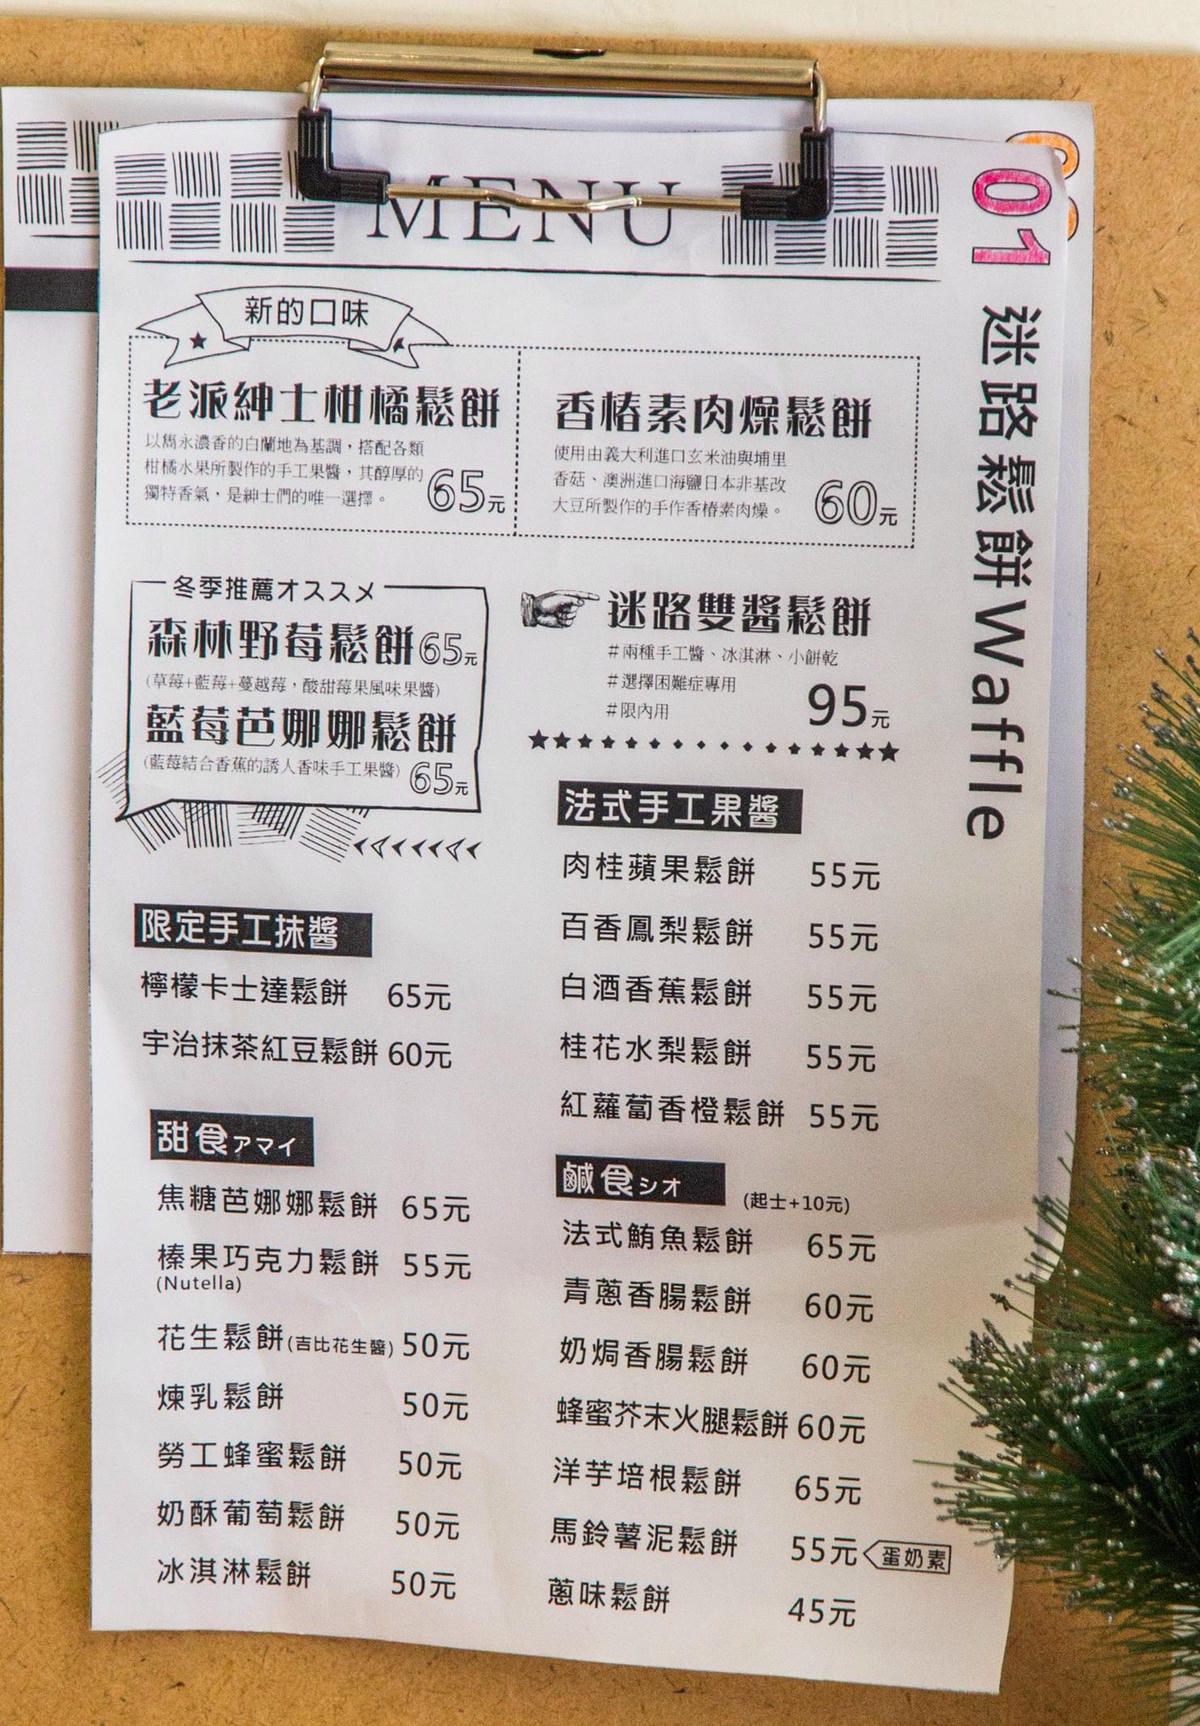 MENU
01 迷路鬆餅Waffle
新的口味
老派紳士柑橘鬆餅
以雋永濃香的白蘭地為基調，搭配各類
柑橘水果所製作的手工果醬，其醇厚的
獨特香氣，是紳士們的唯一選擇。
65元
香椿素肉燥鬆餅
使用由義大利進口玄米油與埔里
香菇、澳洲進口海鹽日本非基改
大豆所製作的手作香椿素肉燥。
60元
冬季推薦オススメ
森林野莓鬆餅65元
(草莓+藍莓+蔓越莓，酸甜莓果風味果醬)
藍莓芭娜娜鬆餅
(藍莓結合香蕉的誘人香味手工果醬) 65元
迷路雙醬鬆餅
#兩種手工醬、冰淇淋、小餅乾
#選擇困難症專用
#限內用
95元
限定手工抹醬
檸檬卡士達鬆餅 65元
宇治抹茶紅豆鬆餅 60元
甜食アマイ
焦糖芭娜娜鬆餅 65元
榛果巧克力鬆餅 55元
(Nutella)
花生鬆餅(吉比花生醬) 50元
煉乳鬆餅 50元
勞工蜂蜜鬆餅 50元
奶酥葡萄鬆餅 50元
冰淇淋鬆餅 50元
法式手工果醬
肉桂蘋果鬆餅 55元
百香鳳梨鬆餅 55元
白酒香蕉鬆餅 55元
桂花水梨鬆餅 55元
紅蘿蔔香橙鬆餅 55元
鹹食シオ (起士+10元)
法式鮪魚鬆餅 65元
青蔥香腸鬆餅 60元
奶焗香腸鬆餅 60元
蜂蜜芥末火腿鬆餅 60元
洋芋培根鬆餅 65元
馬鈴薯泥鬆餅 55元 蛋奶素
蔥味鬆餅 45元